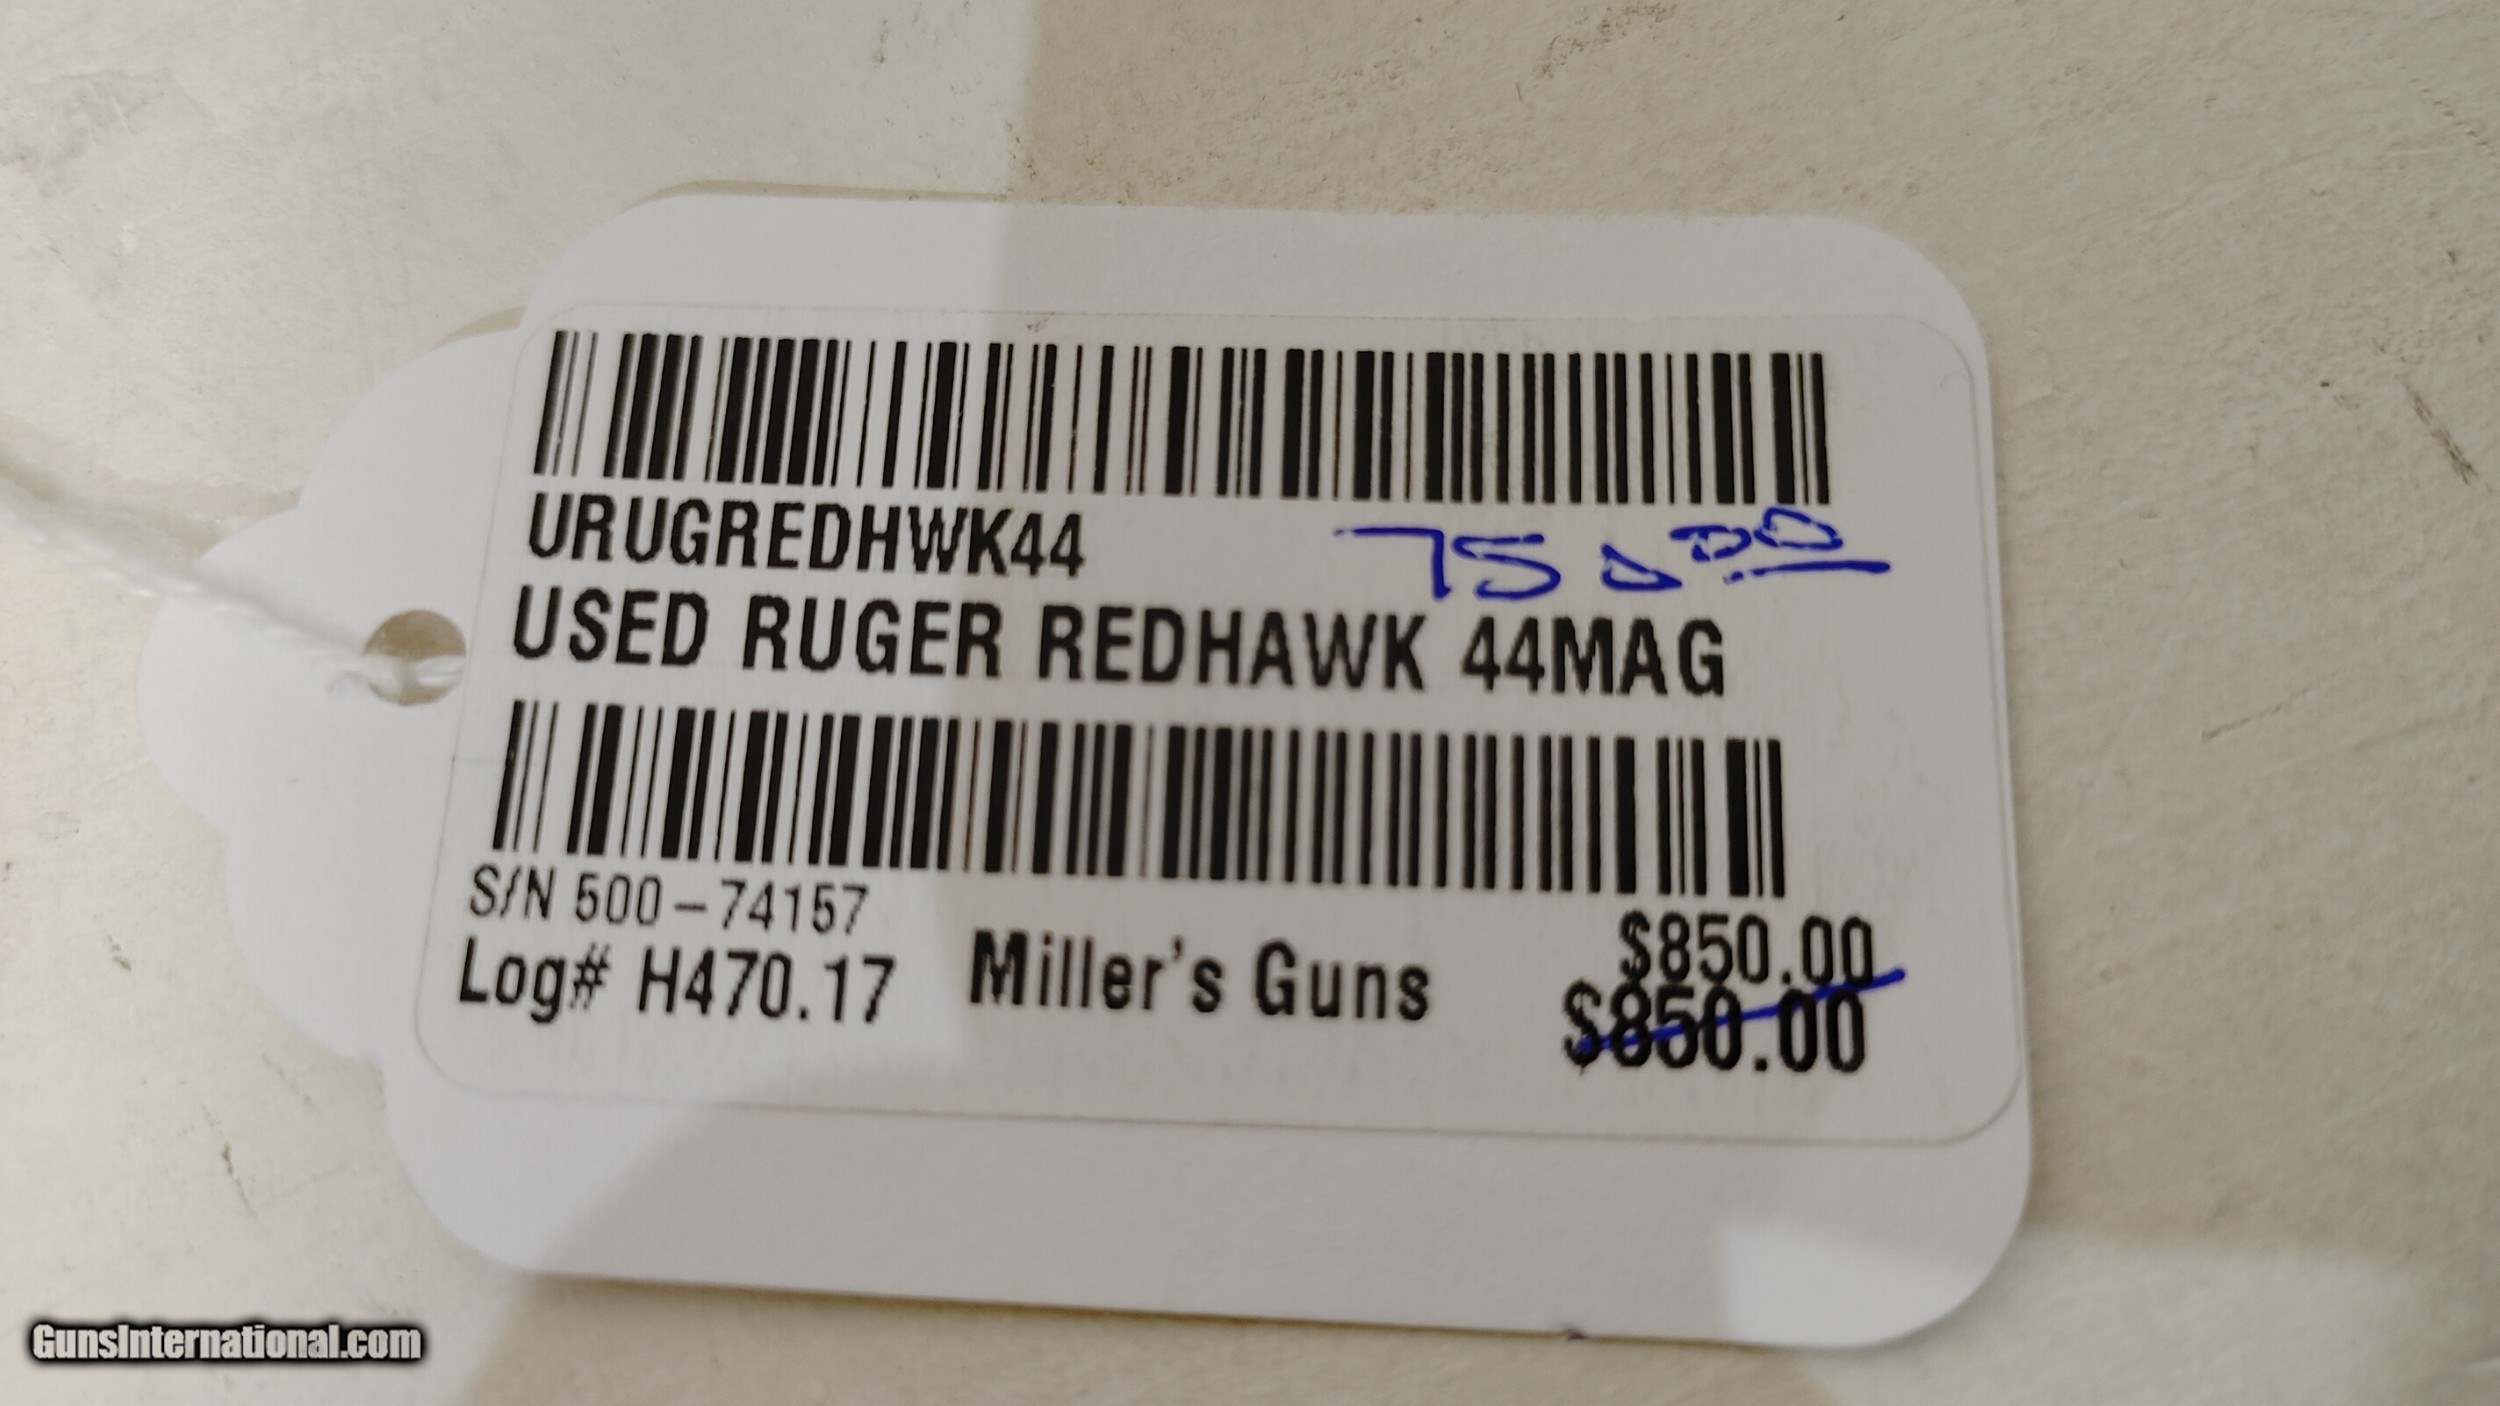 URUGREDHWK44
750.00
USED RUGER REDHAWK 44MAG
S/N 500-74157
$850.00
Log# H470.17 Miller's Guns
$850.00
GunsInternational.com